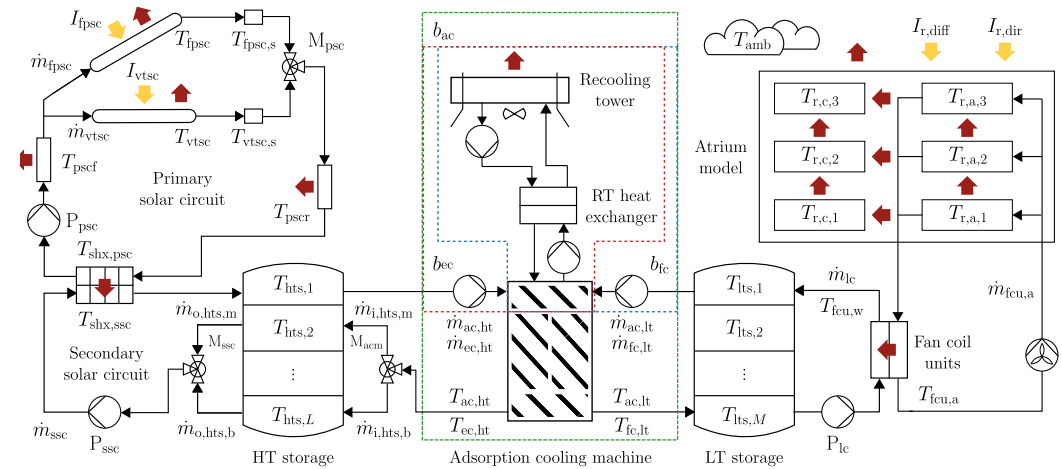 I_fpsc
T_fpsc
T_fpsc,s
M_psc
ṁ_fpsc
I_vtsc
ṁ_vtsc
T_vtsc
T_vtsc,s
T_pscf
Primary
solar circuit
T_pscr
P_psc
T_shx,psc
T_shx,ssc
Secondary
solar circuit
ṁ_ssc
P_ssc
ṁ_o,hts,m
M_ssc
ṁ_o,hts,b
T_hts,1
T_hts,2
⋮
T_hts,L
HT storage
ṁ_i,hts,m
M_acm
ṁ_i,hts,b
b_ac
Recooling
tower
RT heat
exchanger
b_ec
b_fc
ṁ_ac,ht
ṁ_ec,ht
ṁ_ac,lt
ṁ_fc,lt
T_ac,ht
T_ec,ht
T_ac,lt
T_fc,lt
Adsorption cooling machine
T_lts,1
T_lts,2
⋮
T_lts,M
LT storage
T_amb
I_r,diff
I_r,dir
Atrium
model
T_r,c,3
T_r,a,3
T_r,c,2
T_r,a,2
T_r,c,1
T_r,a,1
ṁ_lc
T_fcu,w
ṁ_fcu,a
Fan coil
units
T_fcu,a
P_lc